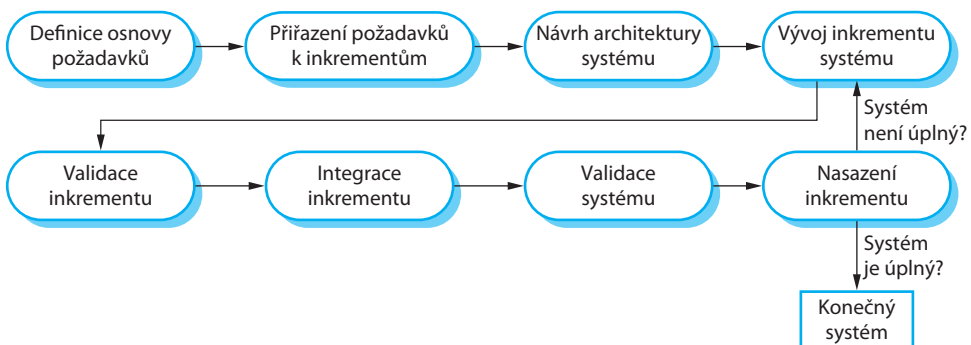 Definice osnovy
požadavků
Přiřazení požadavků
k inkrementům
Návrh architektury
systému
Vývoj inkrementu
systému
Systém
není úplný?
Validace
inkrementu
Integrace
inkrementu
Validace
systému
Nasazení
inkrementu
Systém
je úplný?
Konečný
systém